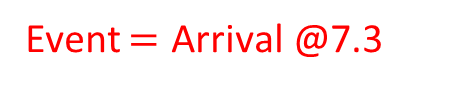 Event = Arrival @7.3